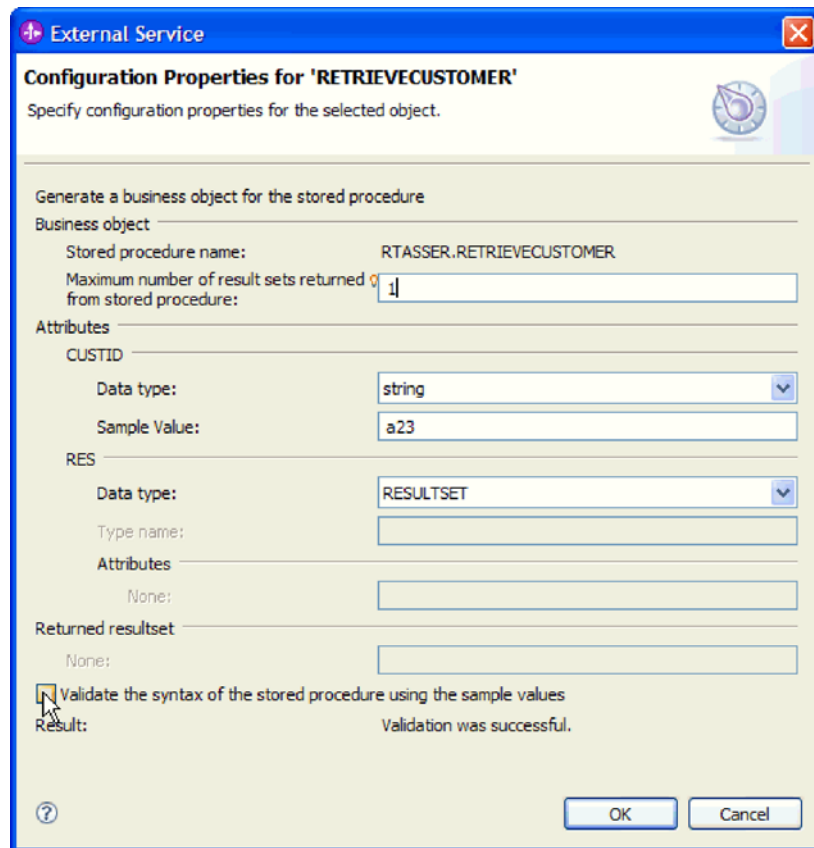 External Service
Configuration Properties for 'RETRIEVECUSTOMER'
Specify configuration properties for the selected object.
Generate a business object for the stored procedure
Business object
Stored procedure name: RTASSER.RETRIEVECUSTOMER
Maximum number of result sets returned
from stored procedure: 1
Attributes
CUSTID
Data type: string
Sample Value: a23
RES
Data type: RESULTSET
Type name:
Attributes
None:
Returned resultset
None:
Validate the syntax of the stored procedure using the sample values
Result: Validation was successful.
? OK Cancel